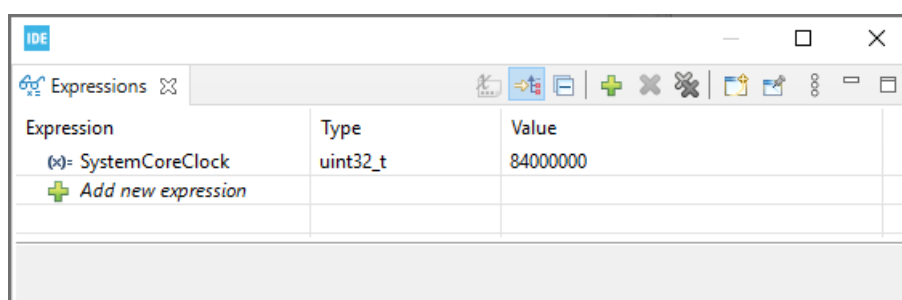 IDE
Expressions
Expression Type Value
(x)= SystemCoreClock uint32_t 84000000
Add new expression